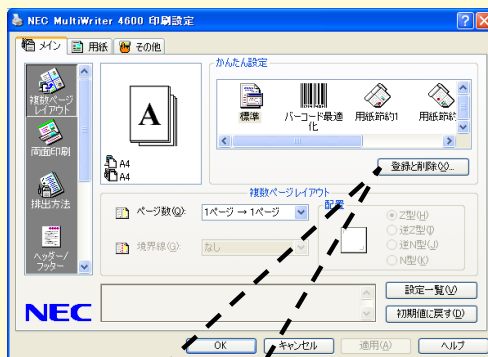 NEC MultiWriter 4600 印刷設定
メイン 用紙 その他
複数ページ
レイアウト
両面印刷
排出方法
ヘッダー/
フッター
A
A4
A4
かんたん設定
標準
バーコード最適
化
用紙節約1
用紙節約
登録と削除(X)...
複数ページレイアウト
ページ数(Q):
1ページ → 1ページ
境界線(G):
なし
配置
Z型(H)
逆Z型(I)
逆N型(J)
N型(K)
NEC
設定一覧(V)
初期値に戻す(D)
OK
キャンセル
適用(A)
ヘルプ